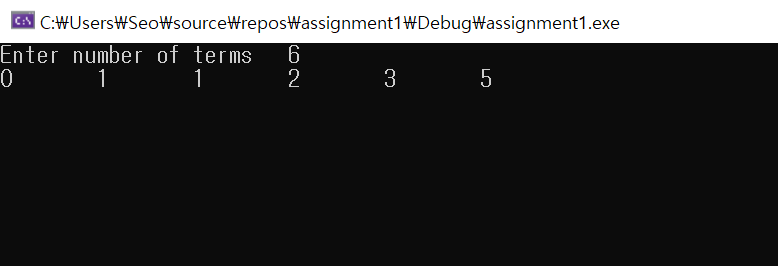 C:₩Users₩Seo₩source₩repos₩assignment1₩Debug₩assignment1.exe
Enter number of terms   6
0       1       1       2       3       5